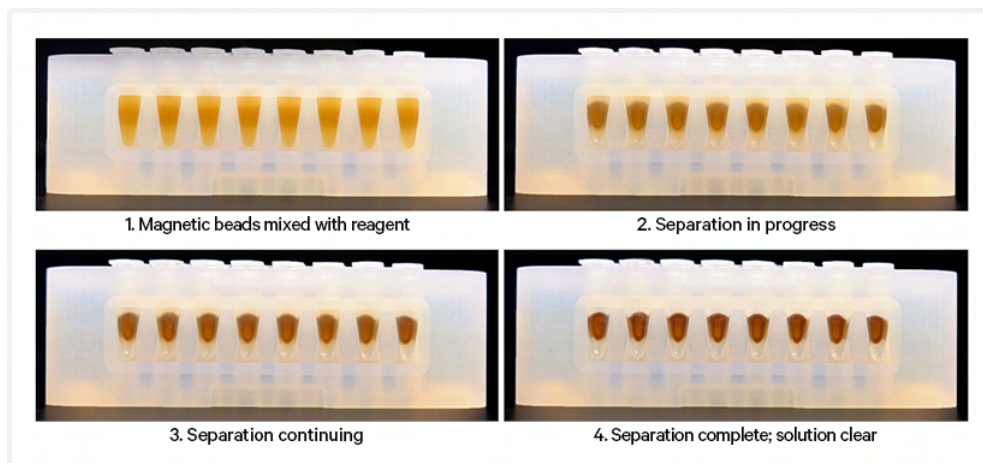 1. Magnetic beads mixed with reagent
2. Separation in progress
3. Separation continuing
4. Separation complete; solution clear